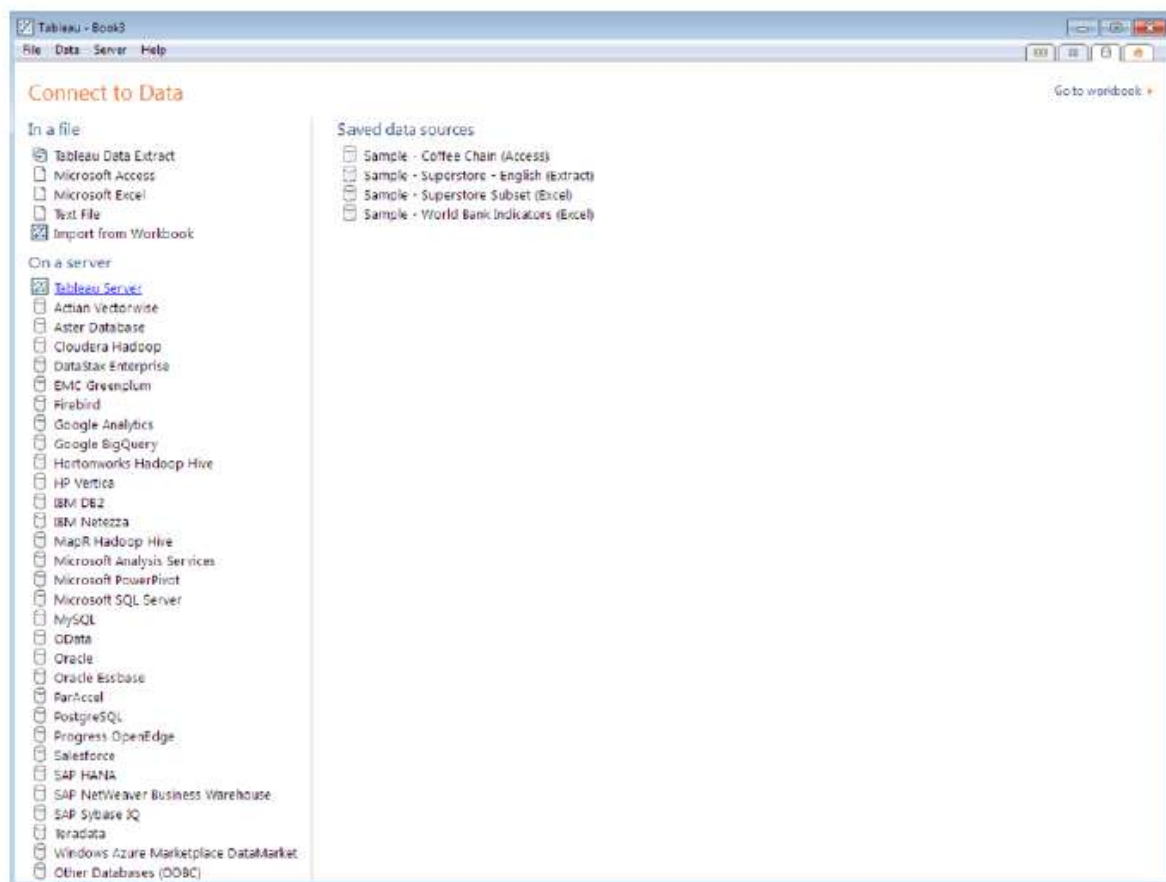 Tableau - Book3
File Data Server Help
Connect to Data
Go to workbook
In a file
Tableau Data Extract
Microsoft Access
Microsoft Excel
Text File
Import from Workbook
On a server
Tableau Server
Actian Vectorwise
Aster Database
Cloudera Hadoop
DataStax Enterprise
EMC Greenplum
Firebird
Google Analytics
Google BigQuery
Hortonworks Hadoop Hive
HP Vertica
IBM DB2
IBM Netezza
MapR Hadoop Hive
Microsoft Analysis Services
Microsoft PowerPivot
Microsoft SQL Server
MySQL
OData
Oracle
Oracle Essbase
ParAccel
PostgreSQL
Progress OpenEdge
Salesforce
SAP HANA
SAP NetWeaver Business Warehouse
SAP Sybase IQ
Teradata
Windows Azure Marketplace DataMarket
Other Databases (ODBC)
Saved data sources
Sample - Coffee Chain (Access)
Sample - Superstore - English (Extract)
Sample - Superstore Subset (Excel)
Sample - World Bank Indicators (Excel)